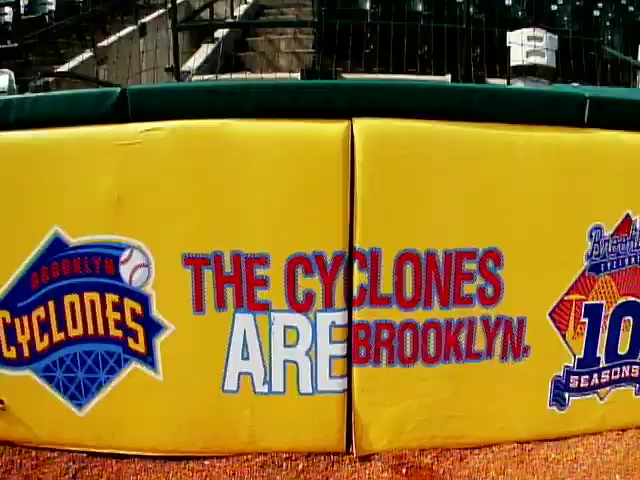 BROOKLYN
CYCLONES
THE CYCLONES
ARE BROOKLYN.
10
SEASONS